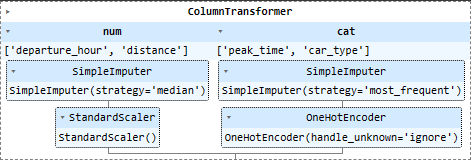 ColumnTransformer
num
cat
['departure_hour', 'distance']
['peak_time', 'car_type']
SimpleImputer
SimpleImputer
SimpleImputer(strategy='median')
SimpleImputer(strategy='most_frequent')
StandardScaler
OneHotEncoder
StandardScaler()
OneHotEncoder(handle_unknown='ignore')